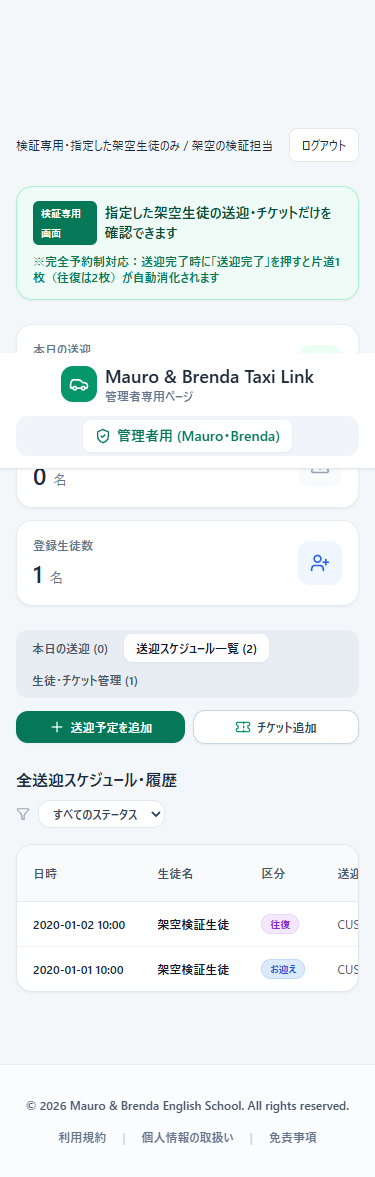 検証専用・指定した架空生徒のみ / 架空の検証担当
ログアウト
検証専用
画面
指定した架空生徒の送迎・チケットだけを
確認できます
※完全予約制対応：送迎完了時に「送迎完了」を押すと片道1
枚（往復は2枚）が自動消化されます
本日の送迎
Mauro & Brenda Taxi Link
管理者専用ページ
管理者用 (Mauro・Brenda)
0 名
登録生徒数
1 名
本日の送迎 (0)
送迎スケジュール一覧 (2)
生徒・チケット管理 (1)
送迎予定を追加
チケット追加
全送迎スケジュール・履歴
すべてのステータス
日時 生徒名 区分 送迎
2020-01-02 10:00 架空検証生徒 往復 CUS
2020-01-01 10:00 架空検証生徒 お迎え CUS
© 2026 Mauro & Brenda English School. All rights reserved.
利用規約 | 個人情報の取扱い | 免責事項